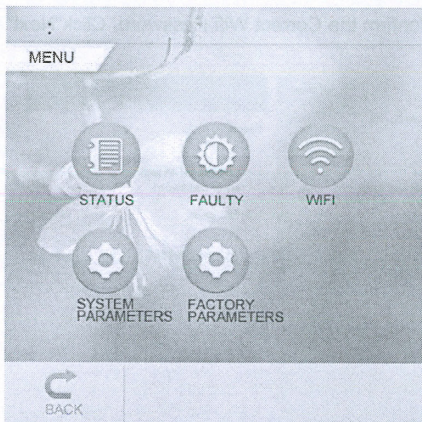 :
MENU
STATUS
FAULTY
WIFI
SYSTEM
PARAMETERS
FACTORY
PARAMETERS
BACK